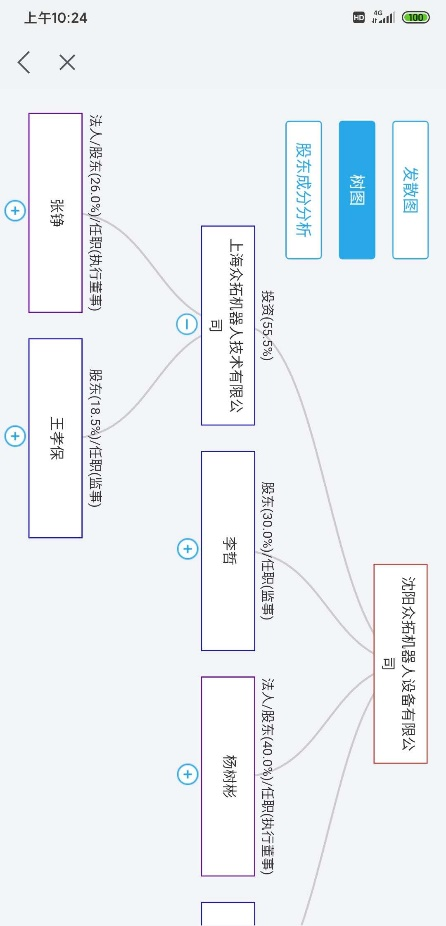 上午10:24
HD
4G
100
发散图
树图
股东成分分析
沈阳众拓机器人设备有限公
司
投资(55.5%)
上海众拓机器人技术有限公
司
股东(30.0%)/任职(监事)
李哲
法人/股东(40.0%)/任职(执行董事)
杨树彬
法人/股东(26.0%)/任职(执行董事)
张铮
股东(18.5%)/任职(监事)
王孝保